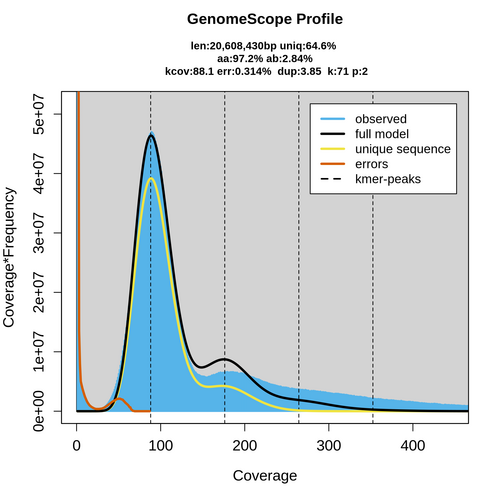 GenomeScope Profile
len:20,608,430bp uniq:64.6%
aa:97.2% ab:2.84%
kcov:88.1 err:0.314% dup:3.85 k:71 p:2
observed
full model
unique sequence
errors
kmer-peaks
Coverage*Frequency
5e+07
4e+07
3e+07
2e+07
1e+07
0e+00
0 100 200 300 400
Coverage